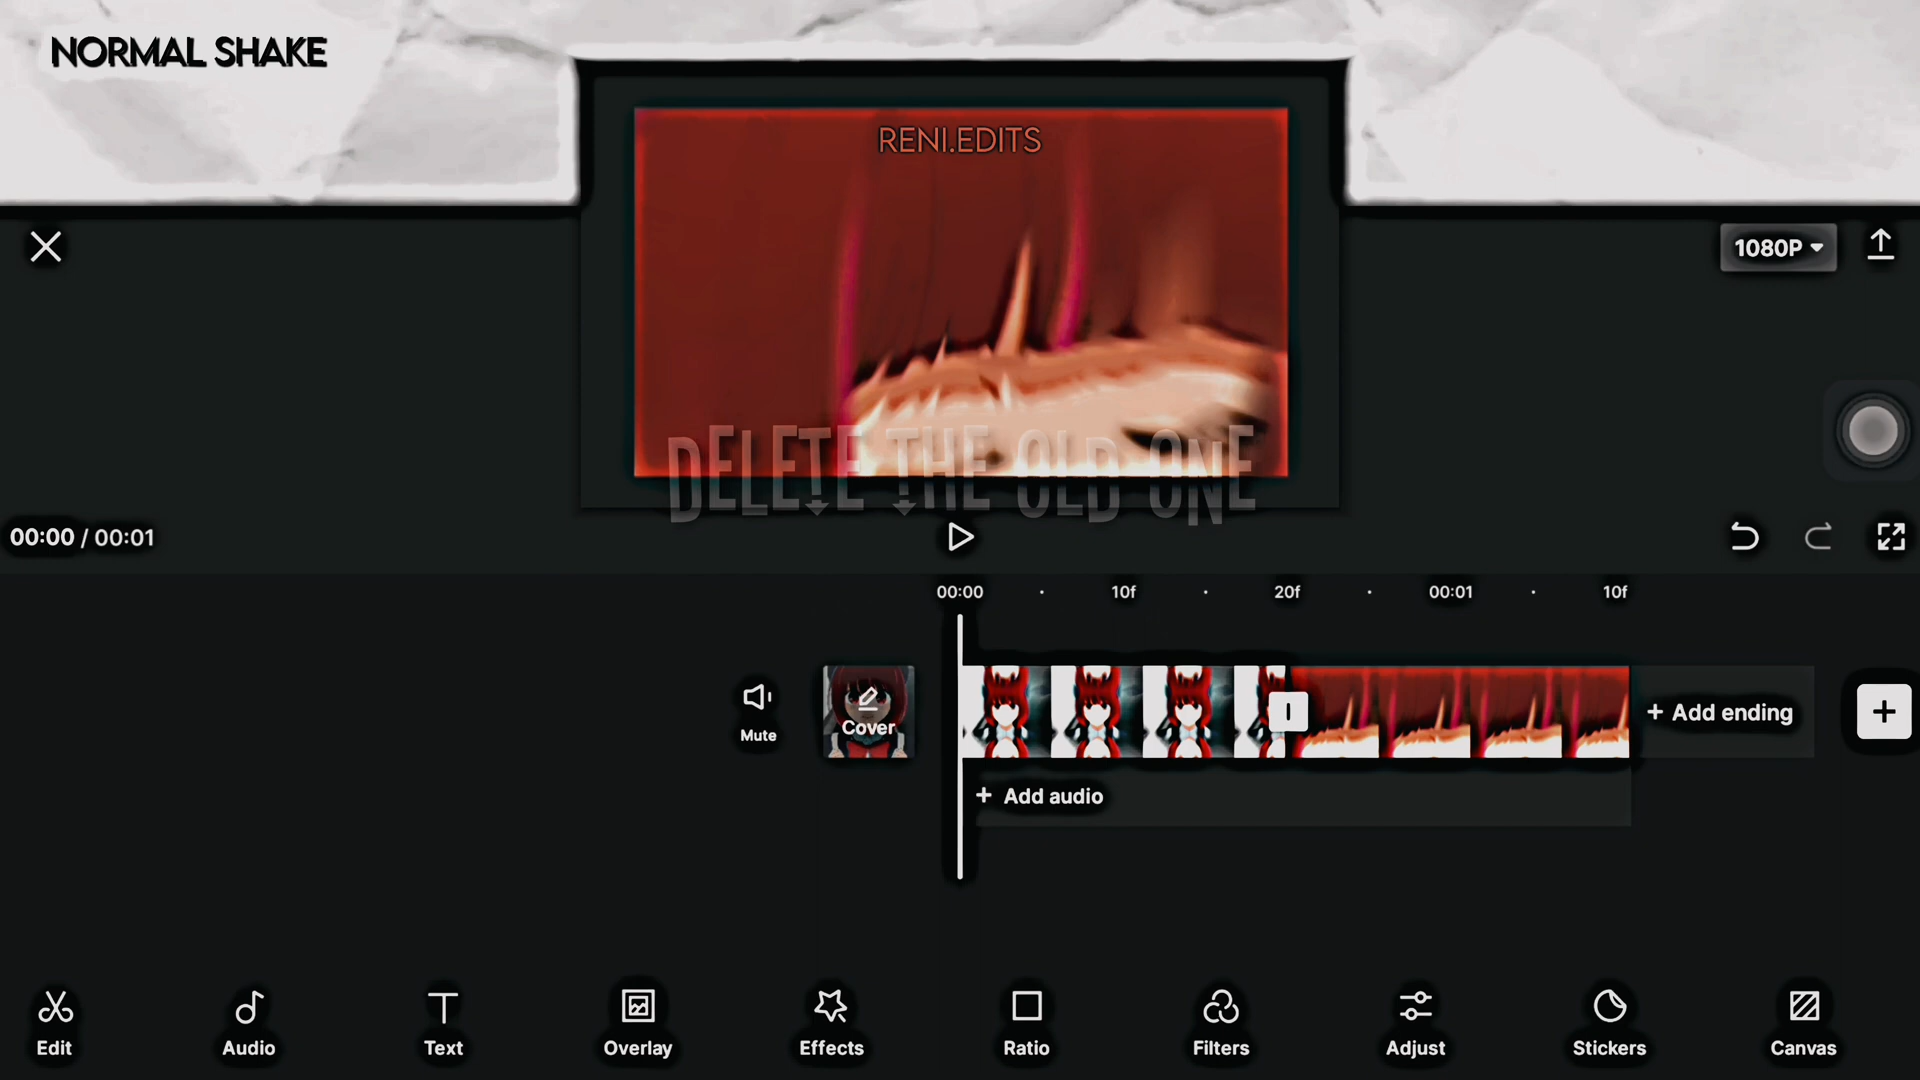 NORMAL SHAKE
RENI.EDITS
1080P
DELETE THE OLD ONE
00:00 / 00:01
00:00 10f 20f 00:01 10f
Mute
Cover
+ Add ending
+ Add audio
Edit Audio Text Overlay Effects Ratio Filters Adjust Stickers Canvas